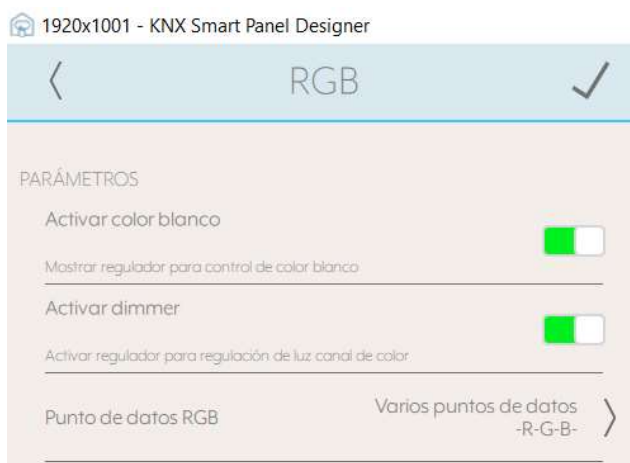 1920x1001 - KNX Smart Panel Designer
RGB
PARÁMETROS
Activar color blanco
Mostrar regulador para control de color blanco
Activar dimmer
Activar regulador para regulación de luz canal de color
Punto de datos RGB
Varios puntos de datos
-R-G-B-